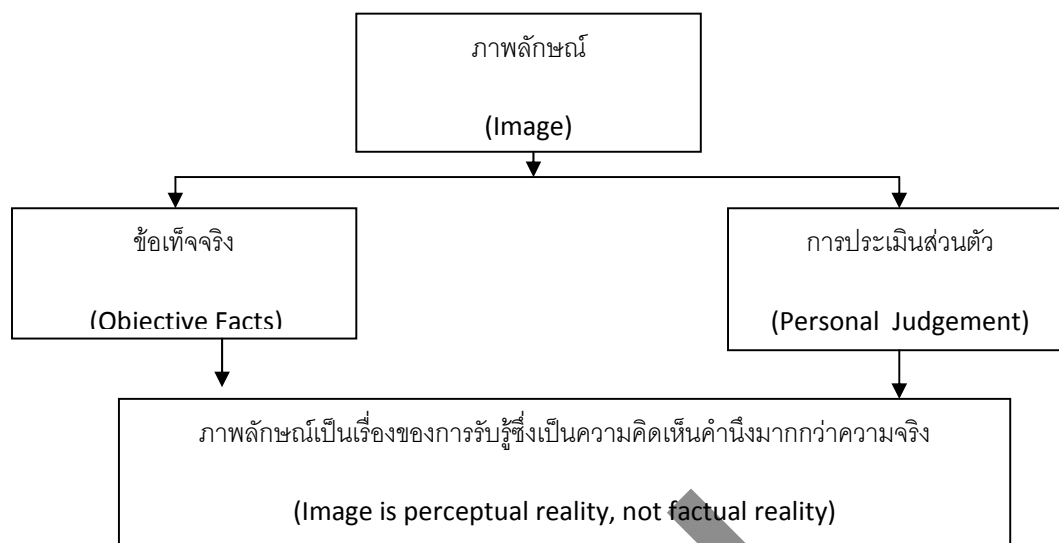 ภาพลักษณ์
(Image)
ข้อเท็จจริง
(Objective Facts)
การประเมินส่วนตัว
(Personal Judgement)
ภาพลักษณ์เป็นเรื่องของการรับรู้ซึ่งเป็นความคิดเห็นคำนึงมากกว่าความจริง
(Image is perceptual reality, not factual reality)